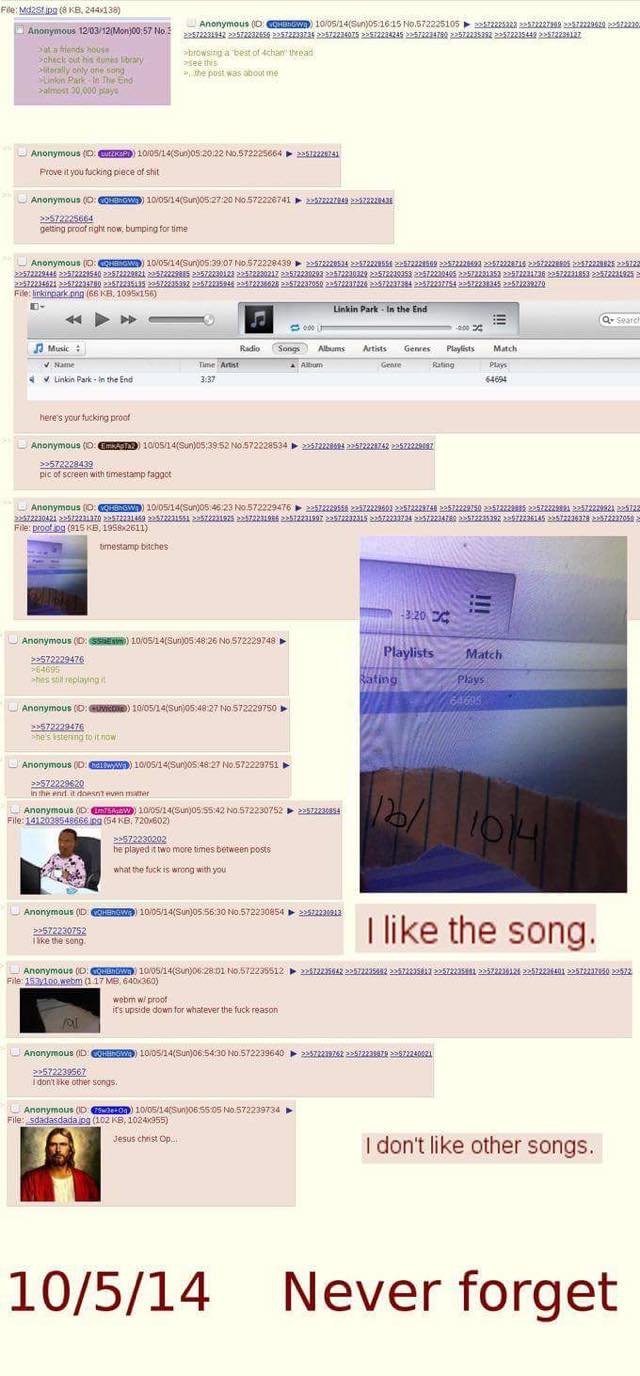 File: Md2Sf.jpg (8 KB, 244x138)
Anonymous 12/03/12(Mon)00:57 No.3
>at a friends house
>check out his itunes library
>literally only one song
>Linkin Park - In The End
>almost 30,000 plays
Anonymous (ID: vQHBhGWq) 10/05/14(Sun)05:16:15 No.572225105 ▶
>browsing a "best of 4chan" thread
>see this
>...the post was about me
Anonymous (ID: ) 10/05/14(Sun)05:20:22 No.572225664 ▶ >>572226741
Prove it you fucking piece of shit
Anonymous (ID: vQHBhGWq) 10/05/14(Sun)05:27:20 No.572226741 ▶ >>572227849 >>572228438
>>572225664
getting proof right now, bumping for time
Anonymous (ID: vQHBhGWq) 10/05/14(Sun)05:39:07 No.572228439 ▶
File: linkinpark.png (66 KB, 1095x156)
Linkin Park - In the End
0:00 -0:00
Search
Music Radio Songs Albums Artists Genres Playlists Match
✓ Name Time Artist Album Genre Rating Plays
✓ Linkin Park - In the End 3:37 64694
here's your fucking proof
Anonymous (ID: EmkApTa2) 10/05/14(Sun)05:39:52 No.572228534 ▶ >>572228694 >>572228742 >>572229087
>>572228439
pic of screen with timestamp faggot
Anonymous (ID: vQHBhGWq) 10/05/14(Sun)05:46:23 No.572229476 ▶
File: proof.jpg (915 KB, 1958x2611)
timestamp bitches
-3:20
Playlists Match
Rating Plays
64695
/b/ 10/4
Anonymous (ID: ) 10/05/14(Sun)05:48:26 No.572229748 ▶
>>572229476
>64695
>hes still replaying it
Anonymous (ID: ) 10/05/14(Sun)05:48:27 No.572229750 ▶
>>572229476
>he's listening to it now
Anonymous (ID: hd18wyWg) 10/05/14(Sun)05:48:27 No.572229751 ▶
>>572229620
In the end, it doesn't even matter
Anonymous (ID: 1m75AubW) 10/05/14(Sun)05:55:42 No.572230752 ▶ >>572230854
File: 1412038548666.jpg (54 KB, 720x602)
>>572230202
he played it two more times between posts
what the fuck is wrong with you
Anonymous (ID: vQHBhGWq) 10/05/14(Sun)05:56:30 No.572230854 ▶ >>572230913
>>572230752
I like the song.
I like the song.
Anonymous (ID: vQHBhGWq) 10/05/14(Sun)06:28:01 No.572235512 ▶
File: 153y1oo.webm (1.17 MB, 640x360)
webm w/ proof
it's upside down for whatever the fuck reason
Anonymous (ID: vQHBhGWq) 10/05/14(Sun)06:54:30 No.572239640 ▶ >>572239762 >>572239879 >>572240021
>>572239567
I don't like other songs.
Anonymous (ID: 75w3e+Oq) 10/05/14(Sun)06:55:05 No.572239734 ▶
File: ..sdadasdada.jpg (102 KB, 1024x955)
Jesus christ Op...
I don't like other songs.
10/5/14 Never forget